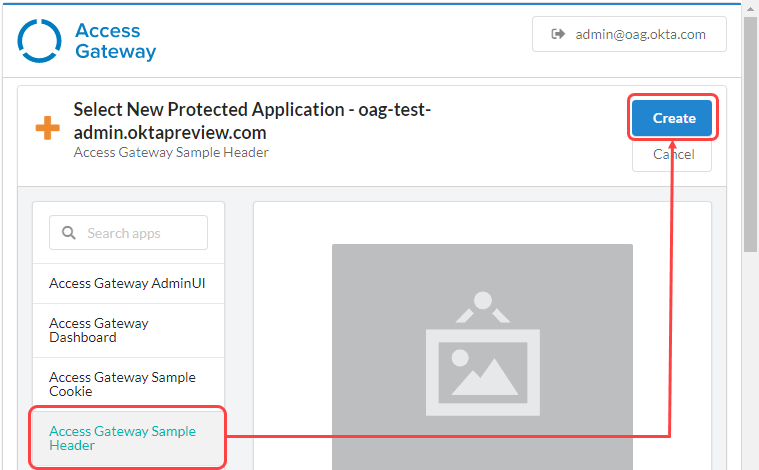 Access
Gateway
admin@oag.okta.com
Select New Protected Application - oag-test-
admin.oktapreview.com
Access Gateway Sample Header
Create
Cancel
Search apps
Access Gateway AdminUI
Access Gateway
Dashboard
Access Gateway Sample
Cookie
Access Gateway Sample
Header